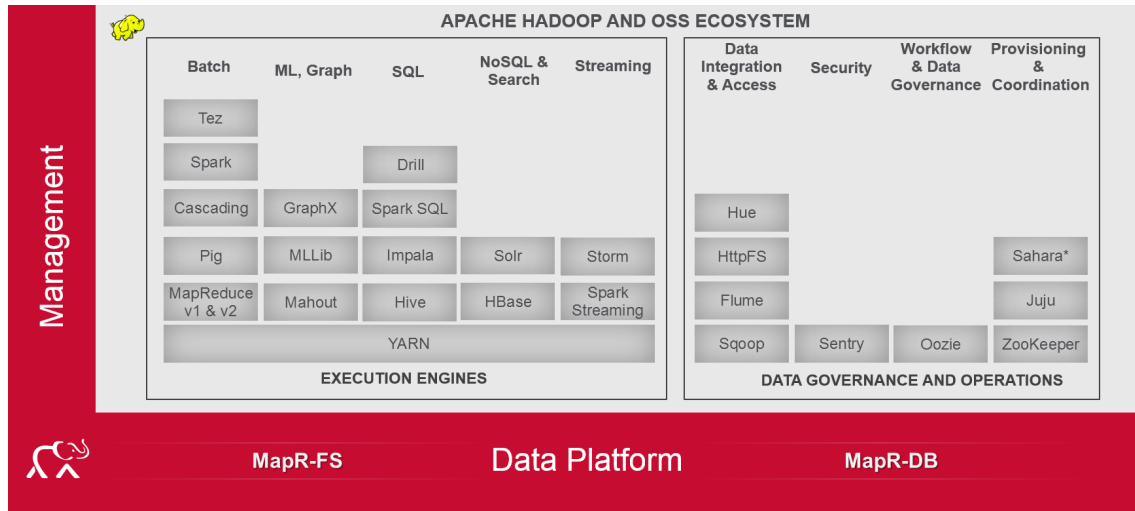 APACHE HADOOP AND OSS ECOSYSTEM
Management
Batch
ML, Graph
SQL
NoSQL &
Search
Streaming
Tez
Spark
Drill
Cascading
GraphX
Spark SQL
Pig
MLLib
Impala
Solr
Storm
MapReduce
v1 & v2
Mahout
Hive
HBase
Spark
Streaming
YARN
EXECUTION ENGINES
Data
Integration
& Access
Security
Workflow
& Data
Governance
Provisioning
&
Coordination
Hue
HttpFS
Sahara*
Flume
Juju
Sqoop
Sentry
Oozie
ZooKeeper
DATA GOVERNANCE AND OPERATIONS
MapR-FS
Data Platform
MapR-DB